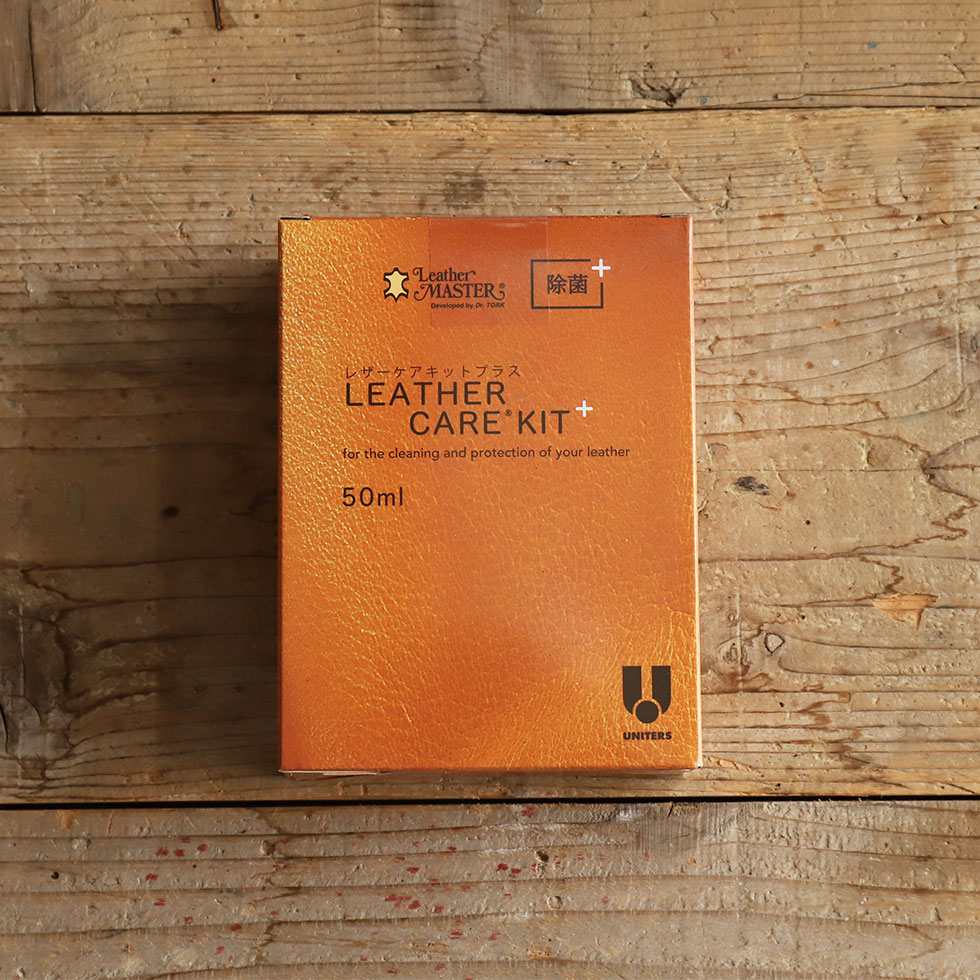 Leather
MASTER®
Developed by Dr. TORK
除菌+
レザーケアキットプラス
LEATHER
CARE® KIT+
for the cleaning and protection of your leather
50ml
UNITERS